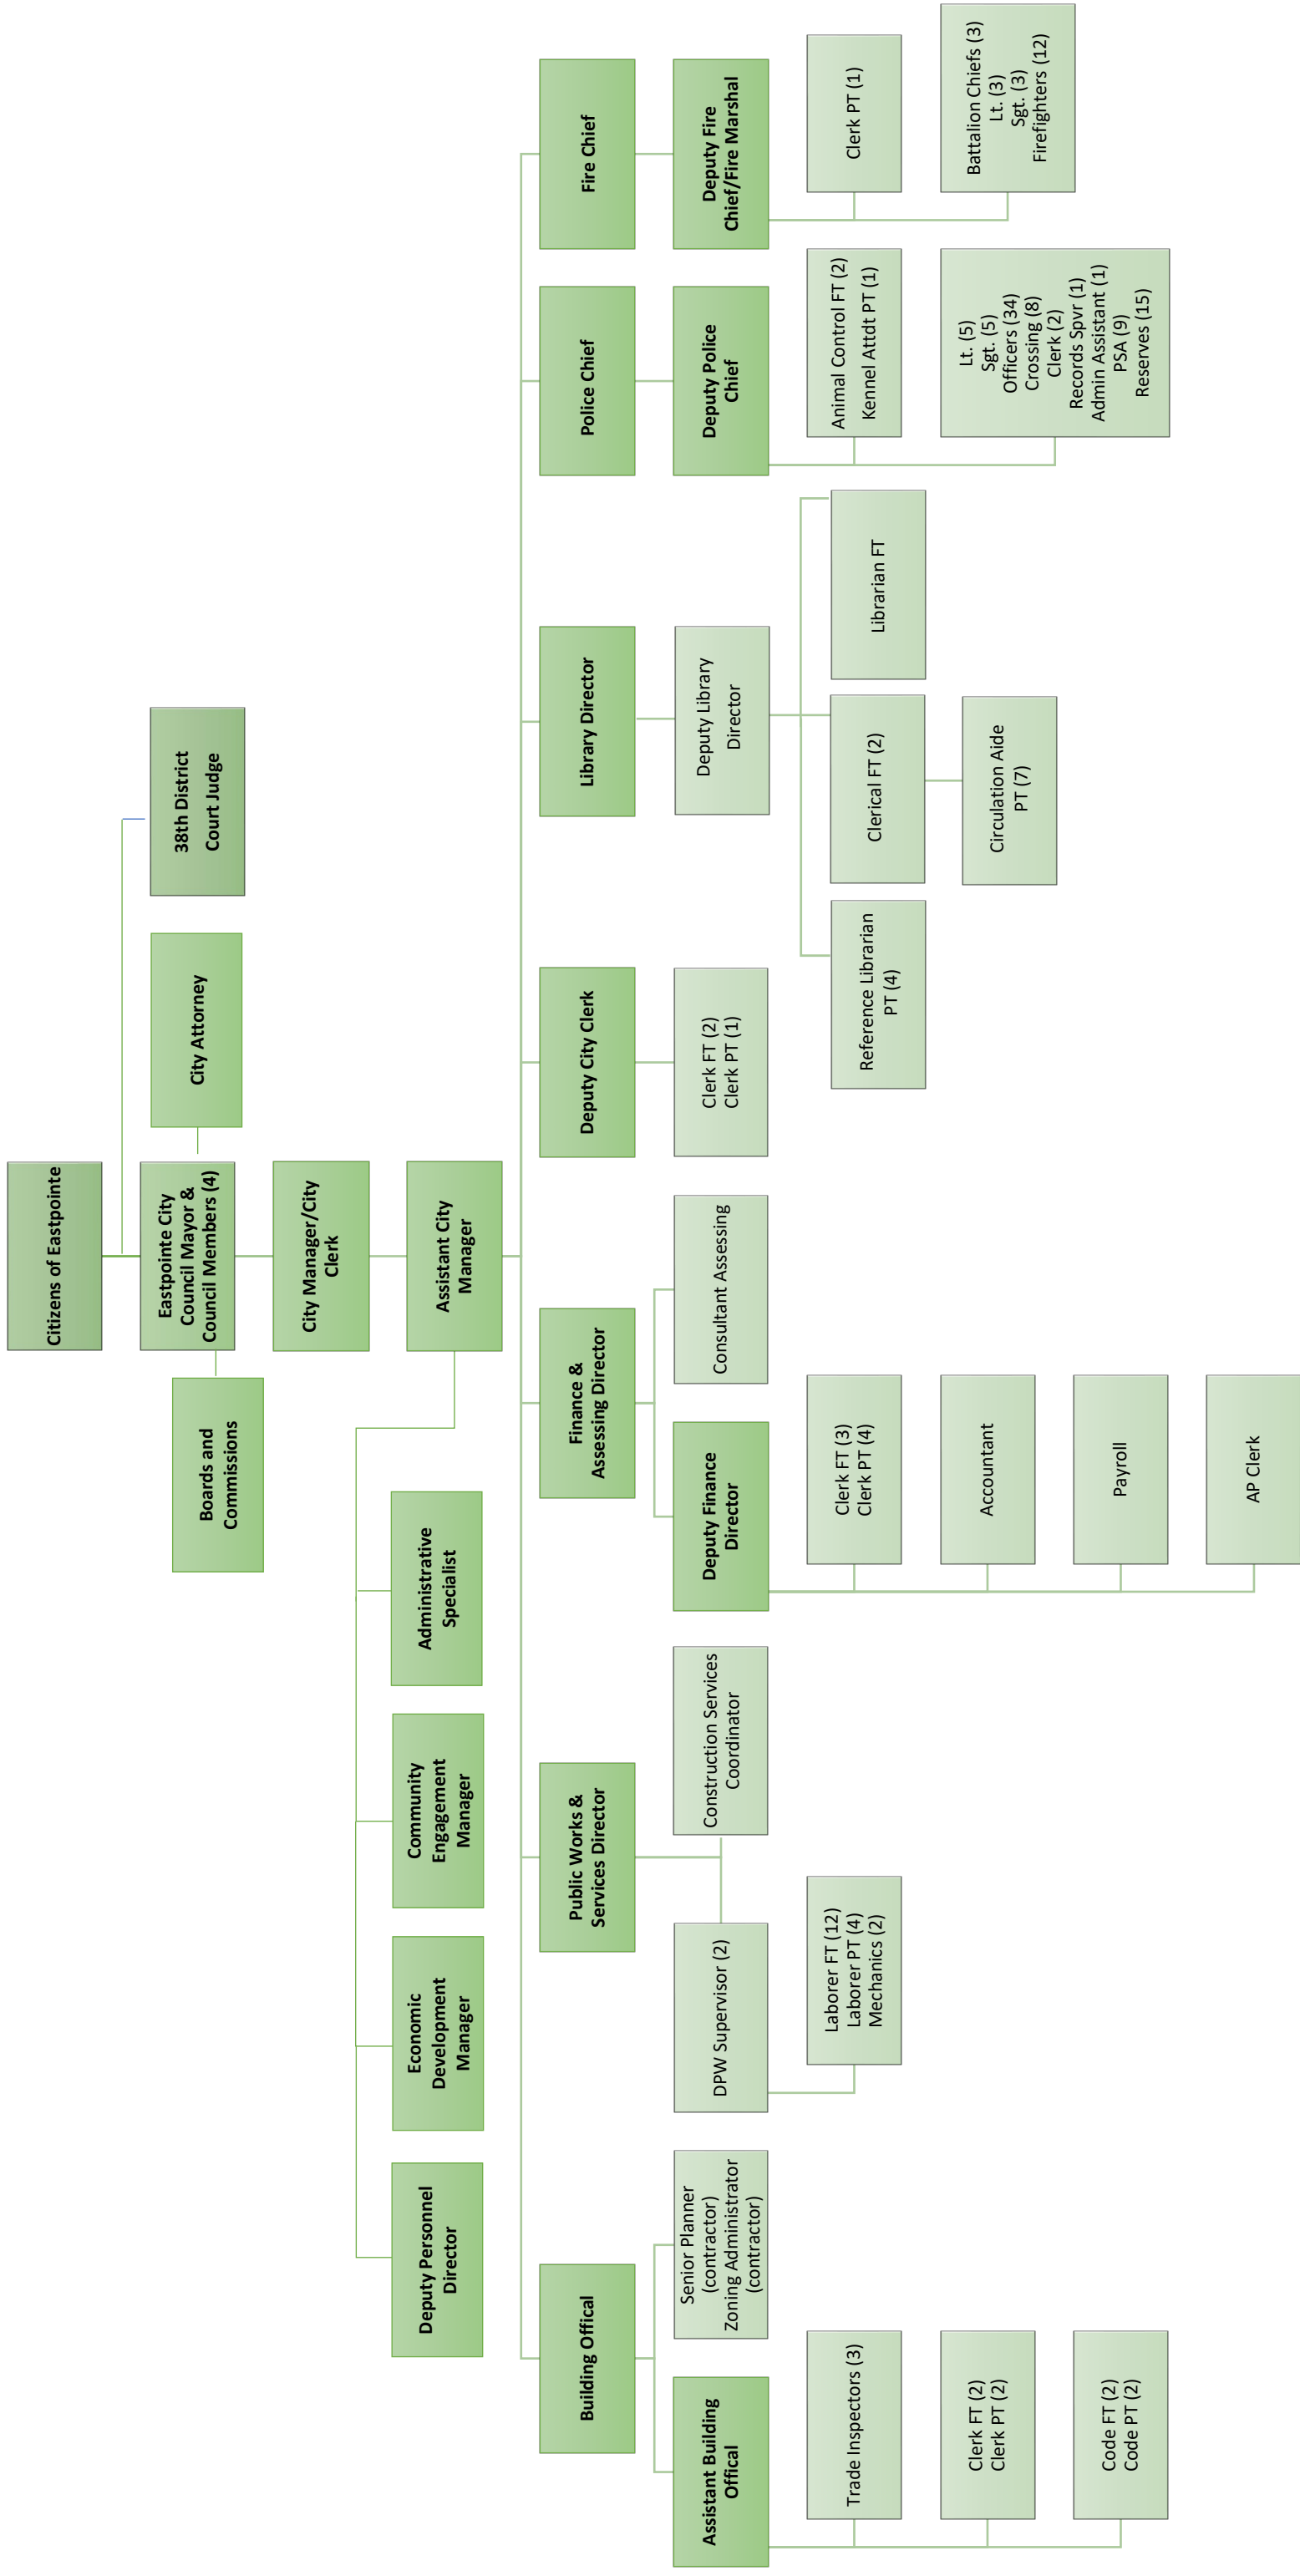 Citizens of Eastpointe
38th District
Court Judge
City Attorney
Eastpointe City
Council Mayor &
Council Members (4)
Boards and
Commissions
City Manager/City
Clerk
Assistant City
Manager
Deputy Personnel
Director
Economic
Development
Manager
Community
Engagement
Manager
Administrative
Specialist
Building Offical
Public Works &
Services Director
Finance &
Assessing Director
Deputy City Clerk
Library Director
Police Chief
Fire Chief
Assistant Building
Offical
Senior Planner
(contractor)
Zoning Administrator
(contractor)
Trade Inspectors (3)
Clerk FT (2)
Clerk PT (2)
Code FT (2)
Code PT (2)
DPW Supervisor (2)
Construction Services
Coordinator
Laborer FT (12)
Laborer PT (4)
Mechanics (2)
Deputy Finance
Director
Consultant Assessing
Clerk FT (3)
Clerk PT (4)
Accountant
Payroll
AP Clerk
Clerk FT (2)
Clerk PT (1)
Deputy Library
Director
Reference Librarian
PT (4)
Clerical FT (2)
Librarian FT
Circulation Aide
PT (7)
Deputy Police
Chief
Animal Control FT (2)
Kennel Attdt PT (1)
Lt. (5)
Sgt. (5)
Officers (34)
Crossing (8)
Clerk (2)
Records Spvr (1)
Admin Assistant (1)
PSA (9)
Reserves (15)
Deputy Fire
Chief/Fire Marshal
Clerk PT (1)
Battalion Chiefs (3)
Lt. (3)
Sgt. (3)
Firefighters (12)